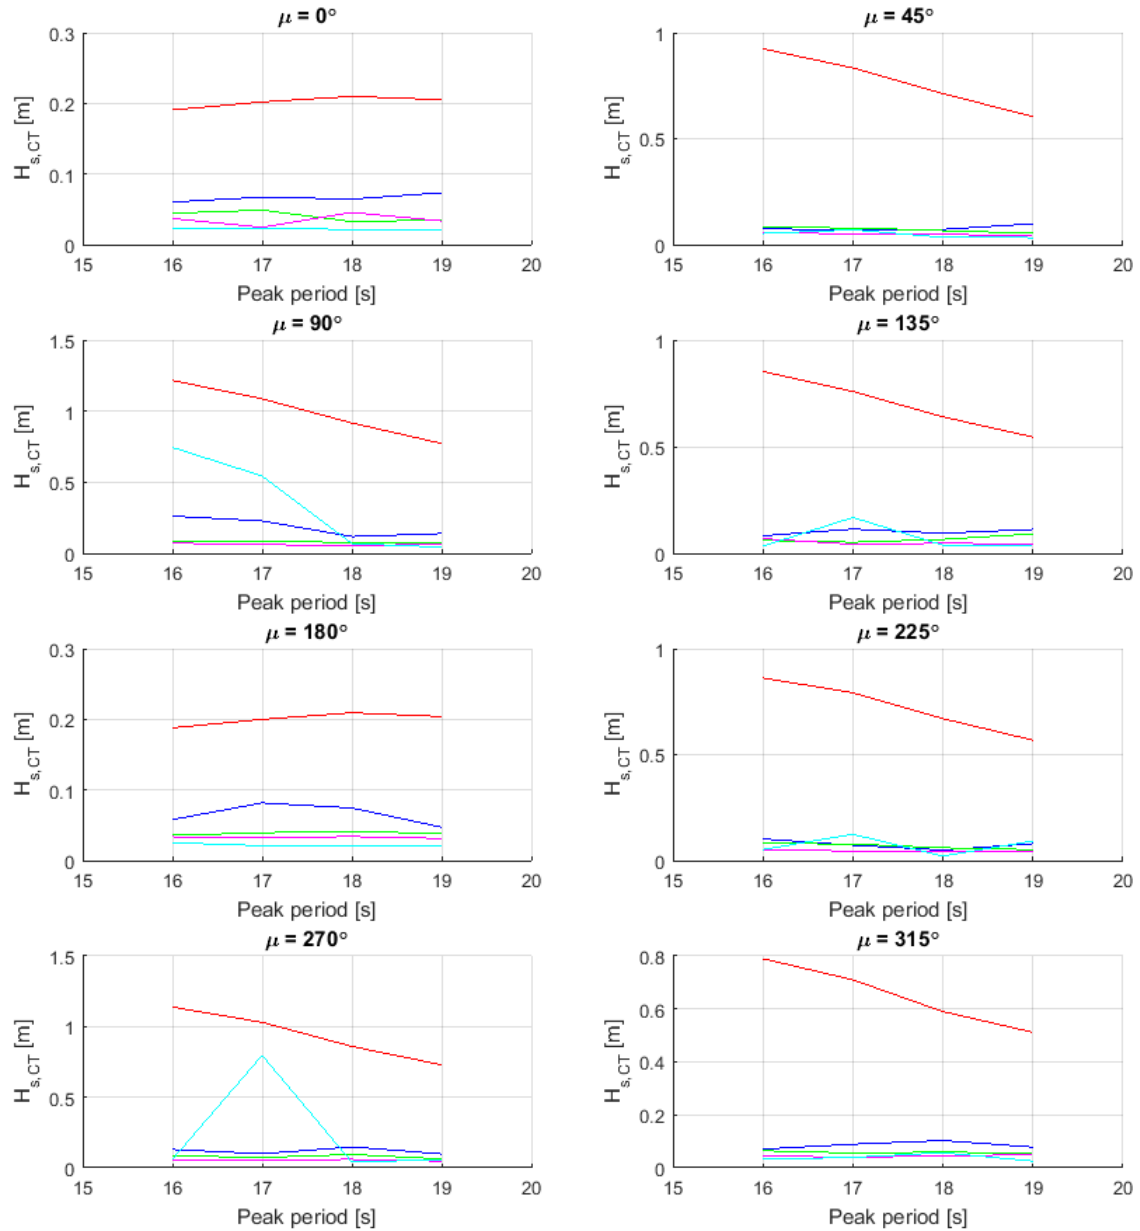 μ = 0°
0.3
0.2
0.1
0
H_s,CT [m]
15 16 17 18 19 20
Peak period [s]
μ = 45°
1
0.5
0
H_s,CT [m]
15 16 17 18 19 20
Peak period [s]
μ = 90°
1.5
1
0.5
0
H_s,CT [m]
15 16 17 18 19 20
Peak period [s]
μ = 135°
1
0.5
0
H_s,CT [m]
15 16 17 18 19 20
Peak period [s]
μ = 180°
0.3
0.2
0.1
0
H_s,CT [m]
15 16 17 18 19 20
Peak period [s]
μ = 225°
1
0.5
0
H_s,CT [m]
15 16 17 18 19 20
Peak period [s]
μ = 270°
1.5
1
0.5
0
H_s,CT [m]
15 16 17 18 19 20
Peak period [s]
μ = 315°
0.8
0.6
0.4
0.2
0
H_s,CT [m]
15 16 17 18 19 20
Peak period [s]